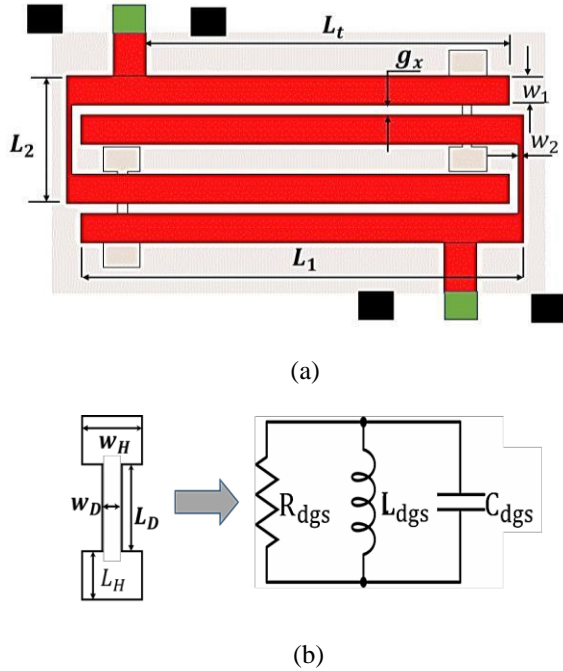 L_t
g_x
w_1
L_2
w_2
L_1
(a)
w_H
w_D
L_D
L_H
R_dgs
L_dgs
C_dgs
(b)